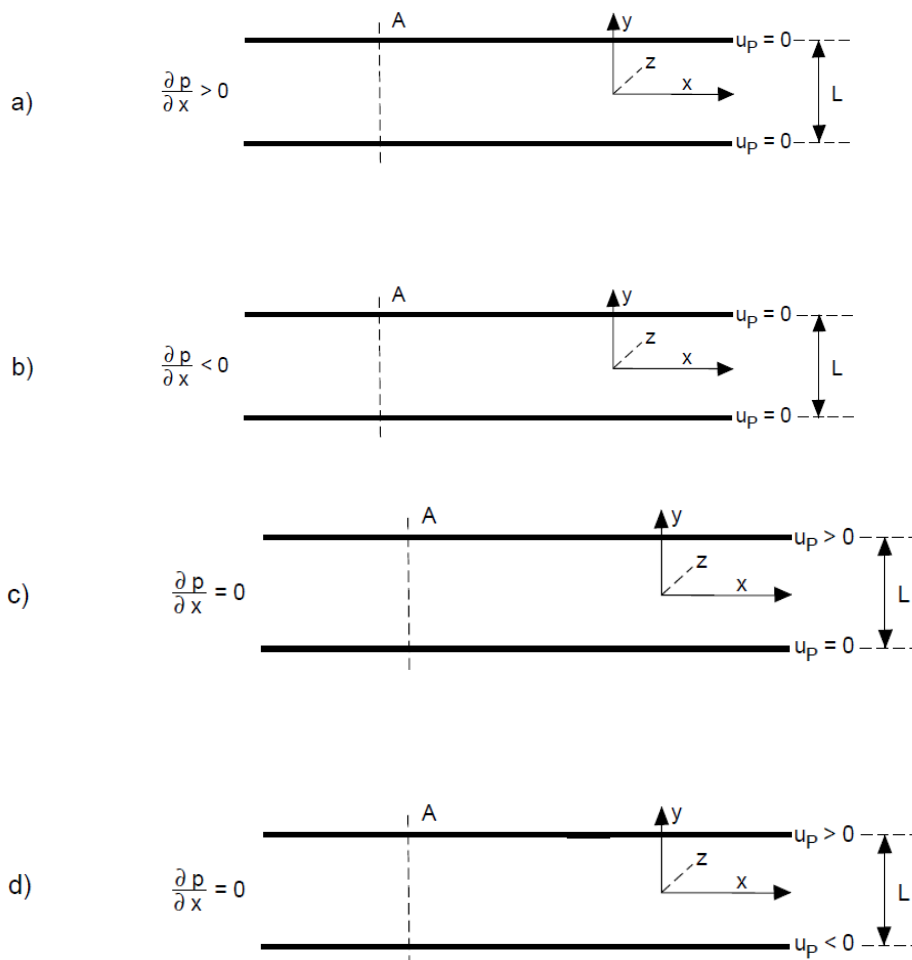 A
y
u_P = 0
z
a)
∂ p
∂ x
> 0
x
L
u_P = 0
A
y
u_P = 0
z
b)
∂ p
∂ x
< 0
x
L
u_P = 0
A
y
u_P > 0
z
c)
∂ p
∂ x
= 0
x
L
u_P = 0
A
y
u_P > 0
z
d)
∂ p
∂ x
= 0
x
L
u_P < 0